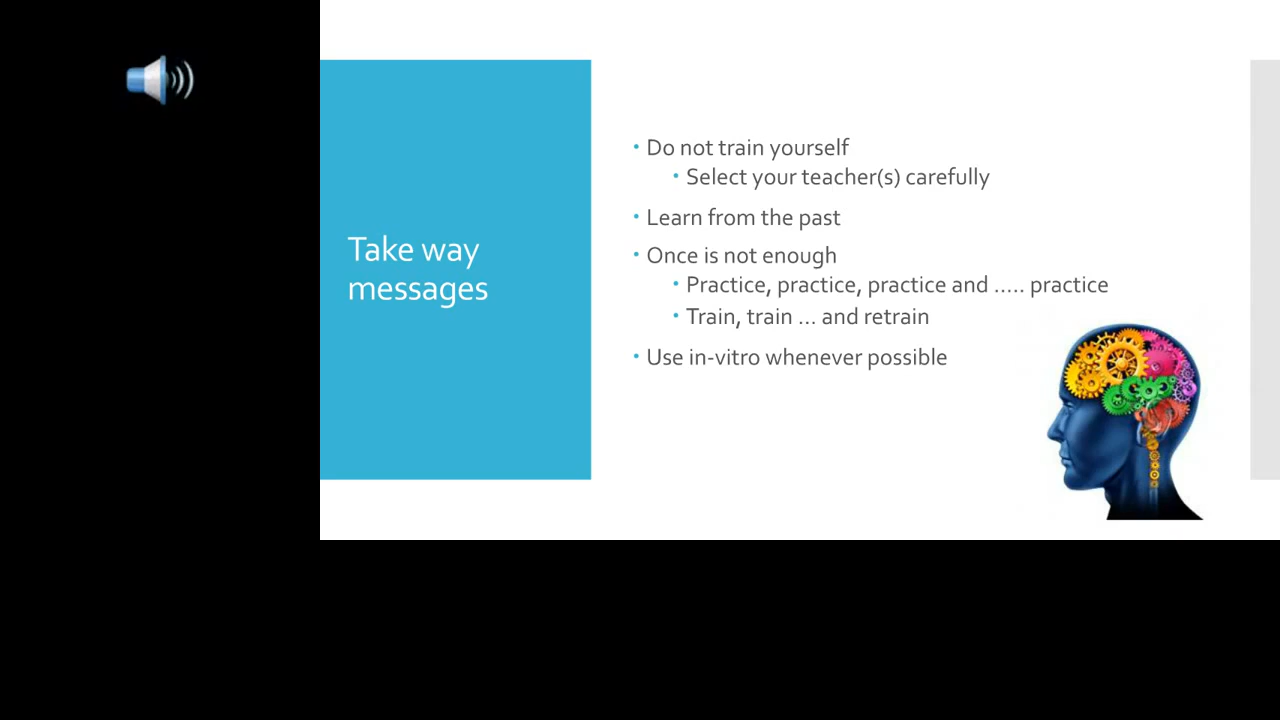 Take way
messages
• Do not train yourself
• Select your teacher(s) carefully
• Learn from the past
• Once is not enough
• Practice, practice, practice and ..... practice
• Train, train ... and retrain
• Use in-vitro whenever possible